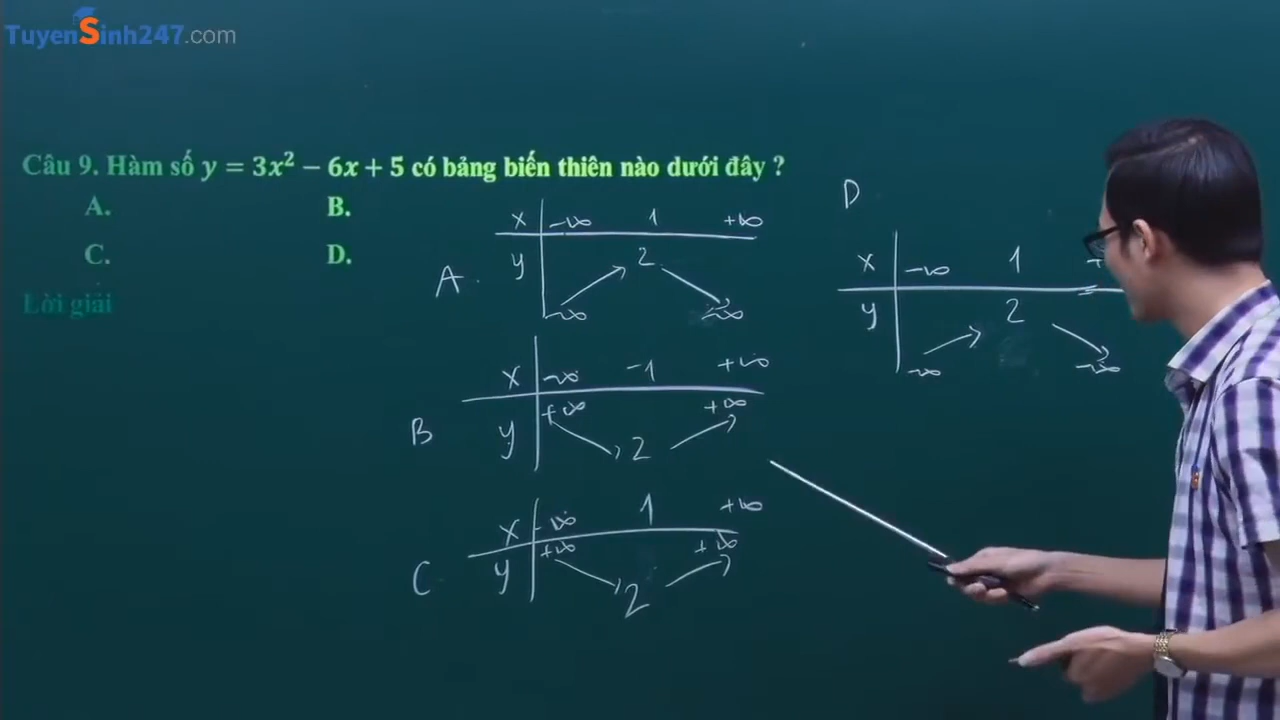 TuyenSinh247.com
Câu 9. Hàm số y = 3x² − 6x + 5 có bảng biến thiên nào dưới đây ?
A. B.
C. D.
Lời giải
A.
x −∞ 1 +∞
y 2
−∞ −∞
B
x −∞ −1 +∞
y +∞ +∞
2
C
x −∞ 1 +∞
y +∞ +∞
2
D
x −∞ 1 +
y 2
−∞ −∞